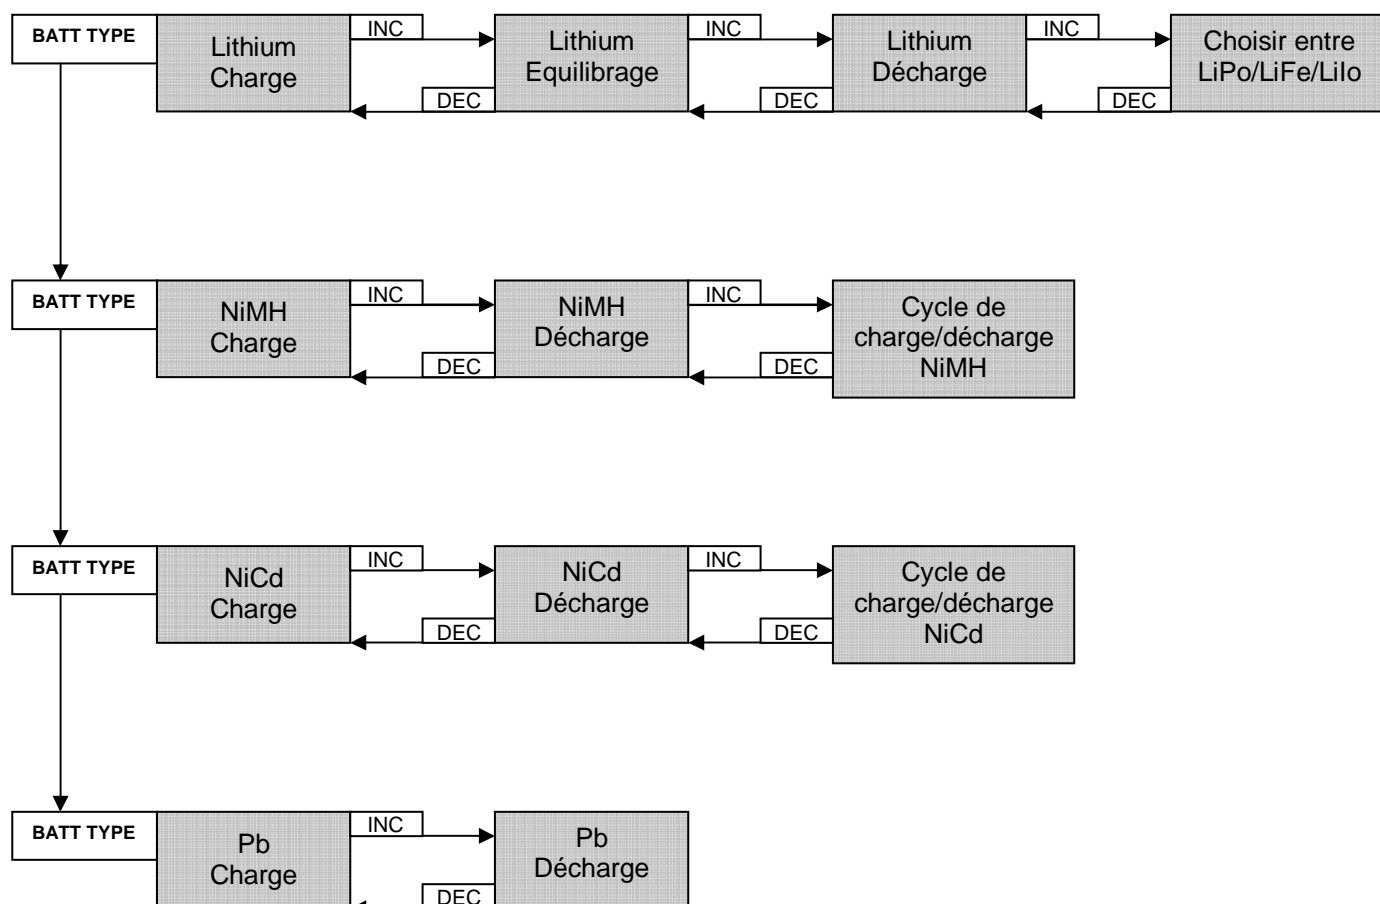 BATT TYPE
Lithium
Charge
INC
DEC
Lithium
Equilibrage
INC
DEC
Lithium
Décharge
INC
DEC
Choisir entre
LiPo/LiFe/LiIo
BATT TYPE
NiMH
Charge
INC
DEC
NiMH
Décharge
INC
DEC
Cycle de
charge/décharge
NiMH
BATT TYPE
NiCd
Charge
INC
DEC
NiCd
Décharge
INC
DEC
Cycle de
charge/décharge
NiCd
BATT TYPE
Pb
Charge
INC
DEC
Pb
Décharge